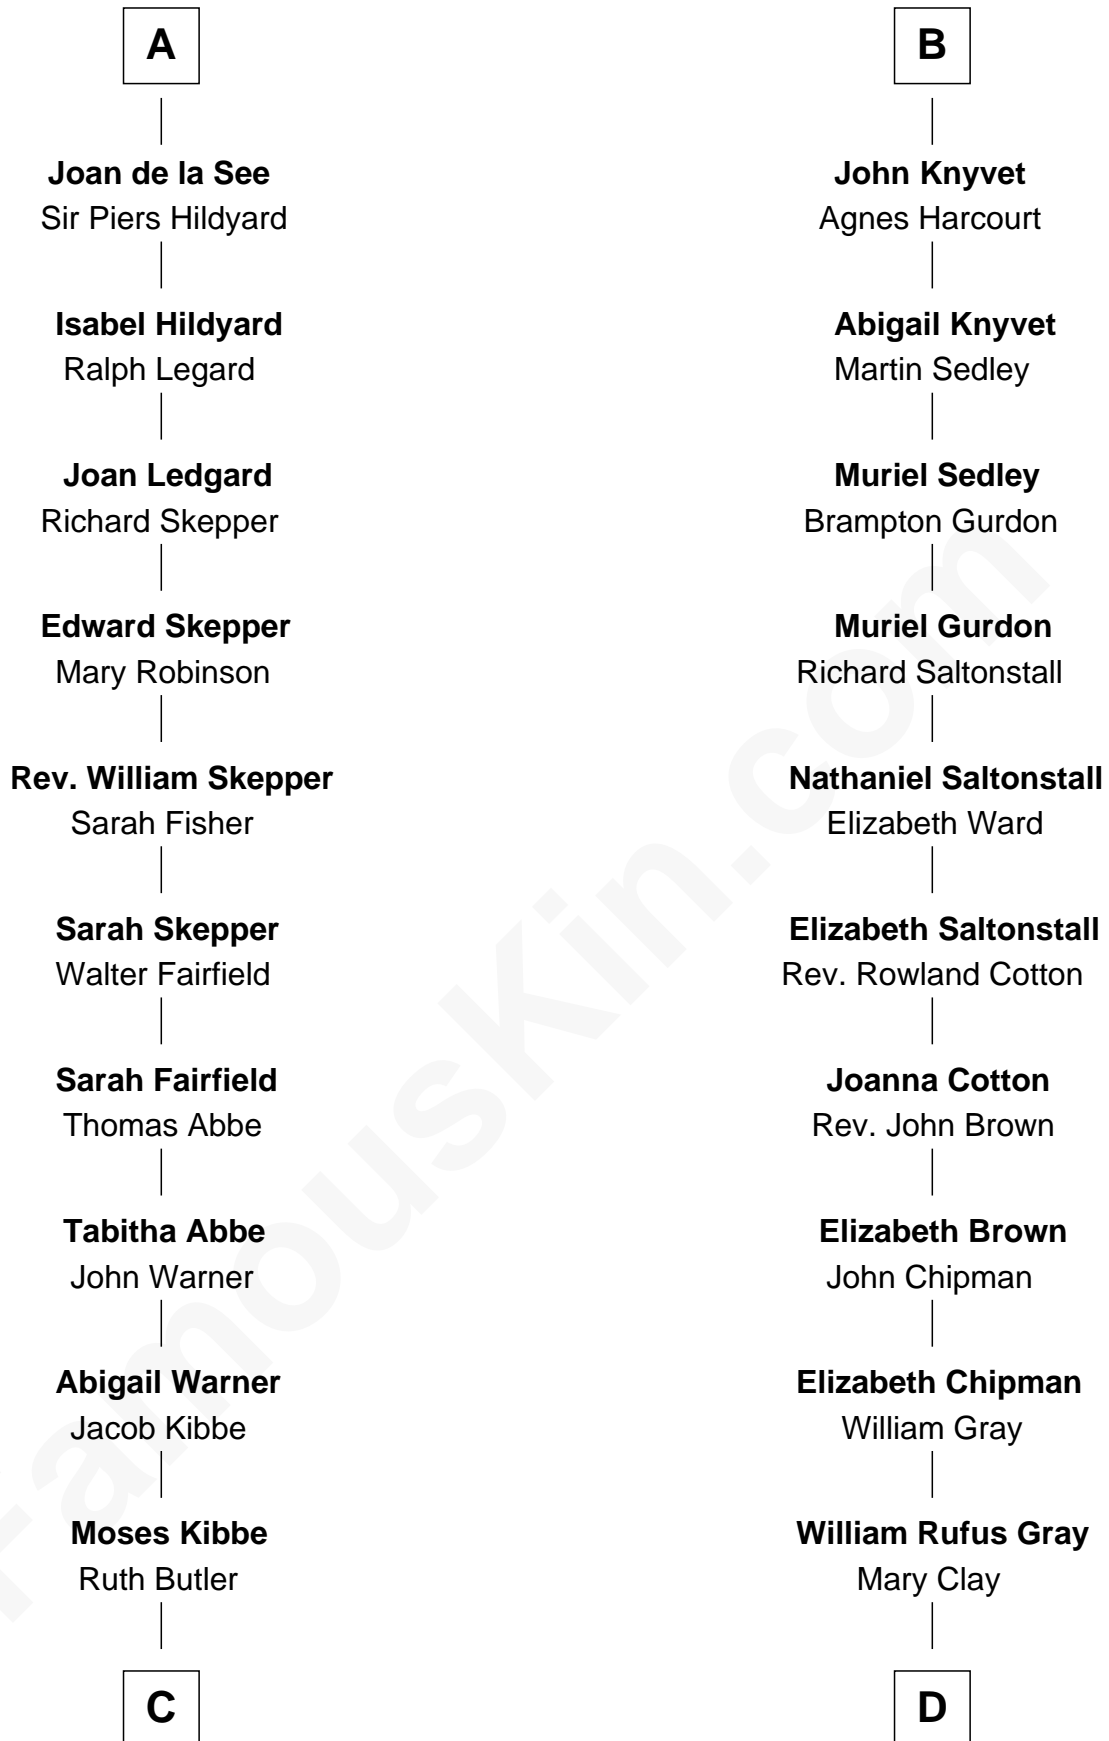 A
Joan de la See
Sir Piers Hildyard
Isabel Hildyard
Ralph Legard
Joan Ledgard
Richard Skepper
Edward Skepper
Mary Robinson
Rev. William Skepper
Sarah Fisher
Sarah Skepper
Walter Fairfield
Sarah Fairfield
Thomas Abbe
Tabitha Abbe
John Warner
Abigail Warner
Jacob Kibbe
Moses Kibbe
Ruth Butler
C
B
John Knyvet
Agnes Harcourt
Abigail Knyvet
Martin Sedley
Muriel Sedley
Brampton Gurdon
Muriel Gurdon
Richard Saltonstall
Nathaniel Saltonstall
Elizabeth Ward
Elizabeth Saltonstall
Rev. Rowland Cotton
Joanna Cotton
Rev. John Brown
Elizabeth Brown
John Chipman
Elizabeth Chipman
William Gray
William Rufus Gray
Mary Clay
D
FamousKin.com